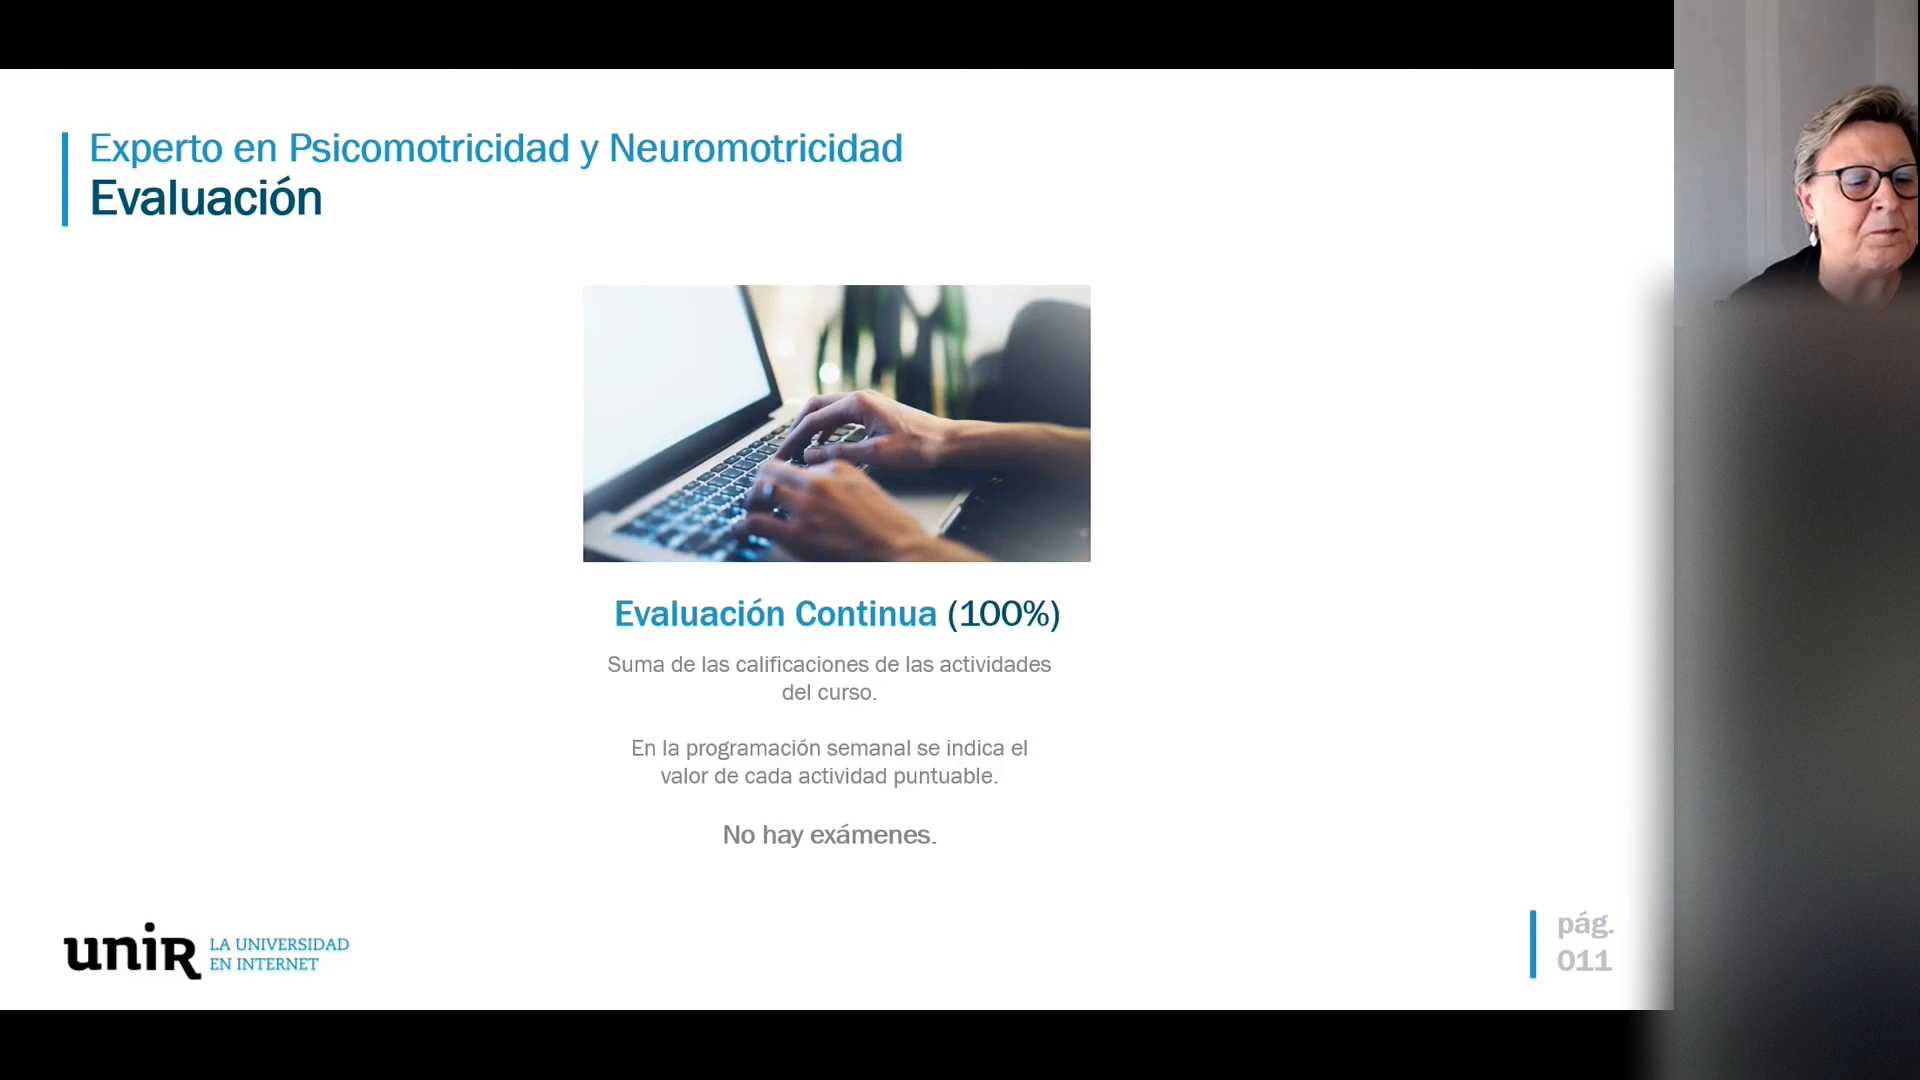 Experto en Psicomotricidad y Neuromotricidad
Evaluación
Evaluación Continua (100%)
Suma de las calificaciones de las actividades
del curso.
En la programación semanal se indica el
valor de cada actividad puntuable.
No hay exámenes.
unir LA UNIVERSIDAD
EN INTERNET
pág.
011